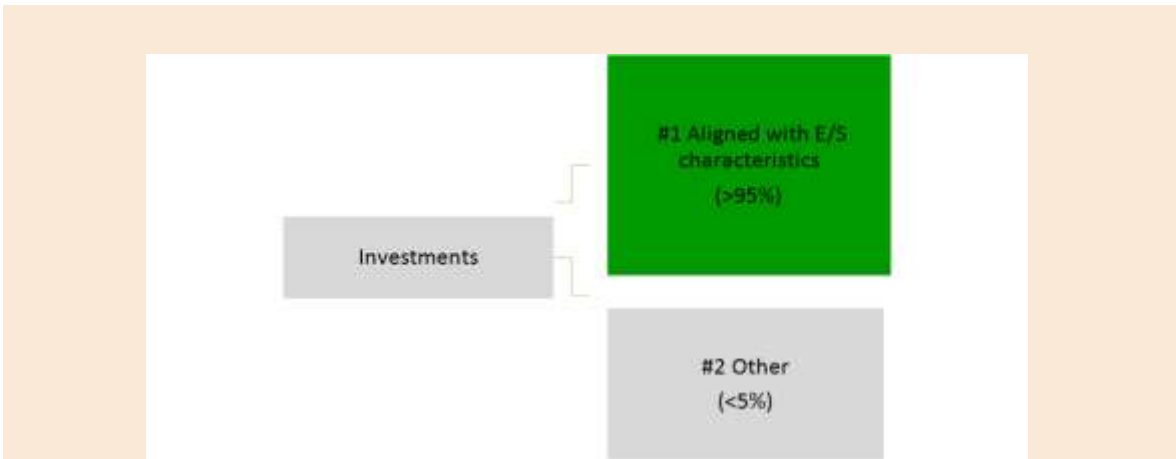 #1 Aligned with E/S
characteristics
(>95%)
Investments
#2 Other
(<5%)